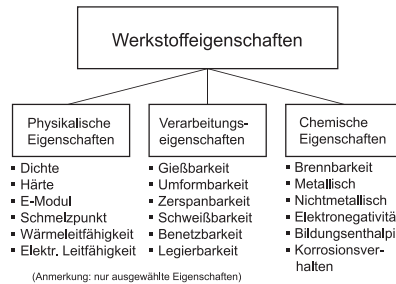 Werkstoffeigenschaften
Physikalische
Eigenschaften
▪ Dichte
▪ Härte
▪ E-Modul
▪ Schmelzpunkt
▪ Wärmeleitfähigkeit
▪ Elektr. Leitfähigkeit
Verarbeitungs-
eigenschaften
▪ Gießbarkeit
▪ Umformbarkeit
▪ Zerspanbarkeit
▪ Schweißbarkeit
▪ Benetzbarkeit
▪ Legierbarkeit
Chemische
Eigenschaften
▪ Brennbarkeit
▪ Metallisch
▪ Nichtmetallisch
▪ Elektronegativitä
▪ Bildungsenthalpi
▪ Korrosionsver-
halten
(Anmerkung: nur ausgewählte Eigenschaften)